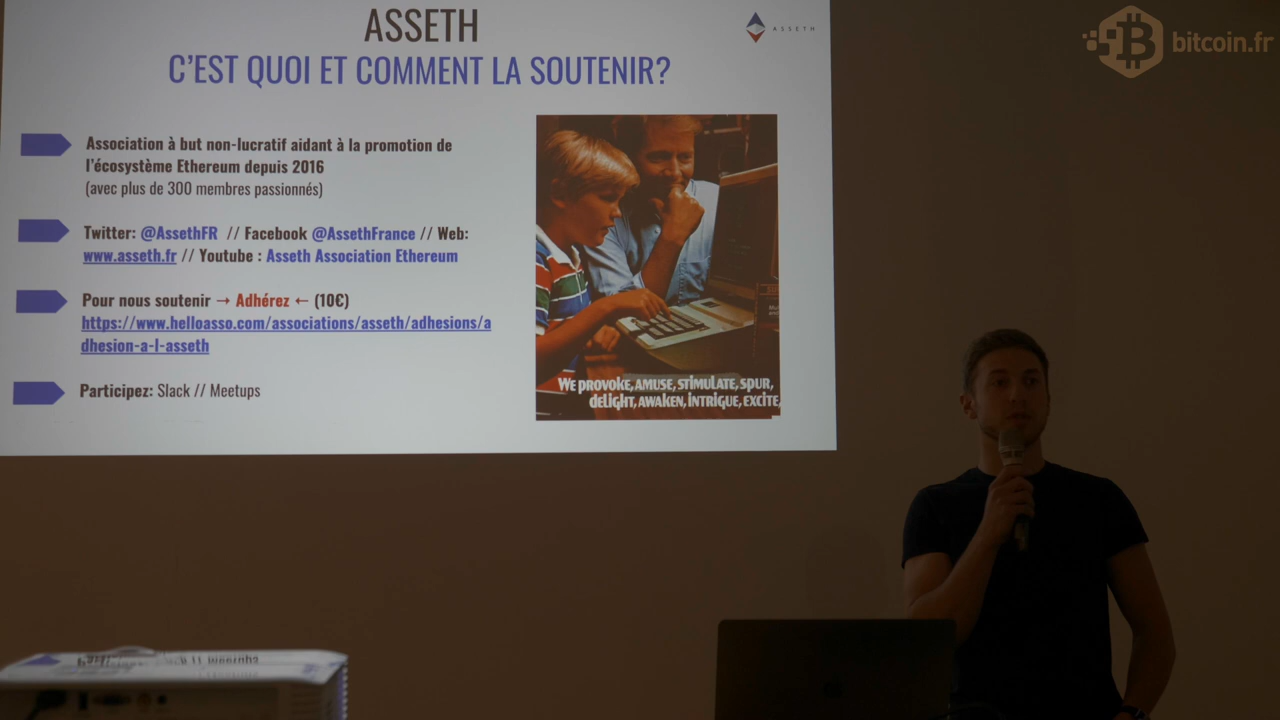 ASSETH
C'EST QUOI ET COMMENT LA SOUTENIR?
ASSETH
bitcoin.fr
Association à but non-lucratif aidant à la promotion de
l'écosystème Ethereum depuis 2016
(avec plus de 300 membres passionnés)
Twitter: @AssethFR // Facebook @AssethFrance // Web:
www.asseth.fr // Youtube : Asseth Association Ethereum
Pour nous soutenir → Adhérez ← (10€)
https://www.helloasso.com/associations/asseth/adhesions/a
dhesion-a-l-asseth
Participez: Slack // Meetups
We provoke, amuse, stimulate, spur,
delight, awaken, intrigue, excite,